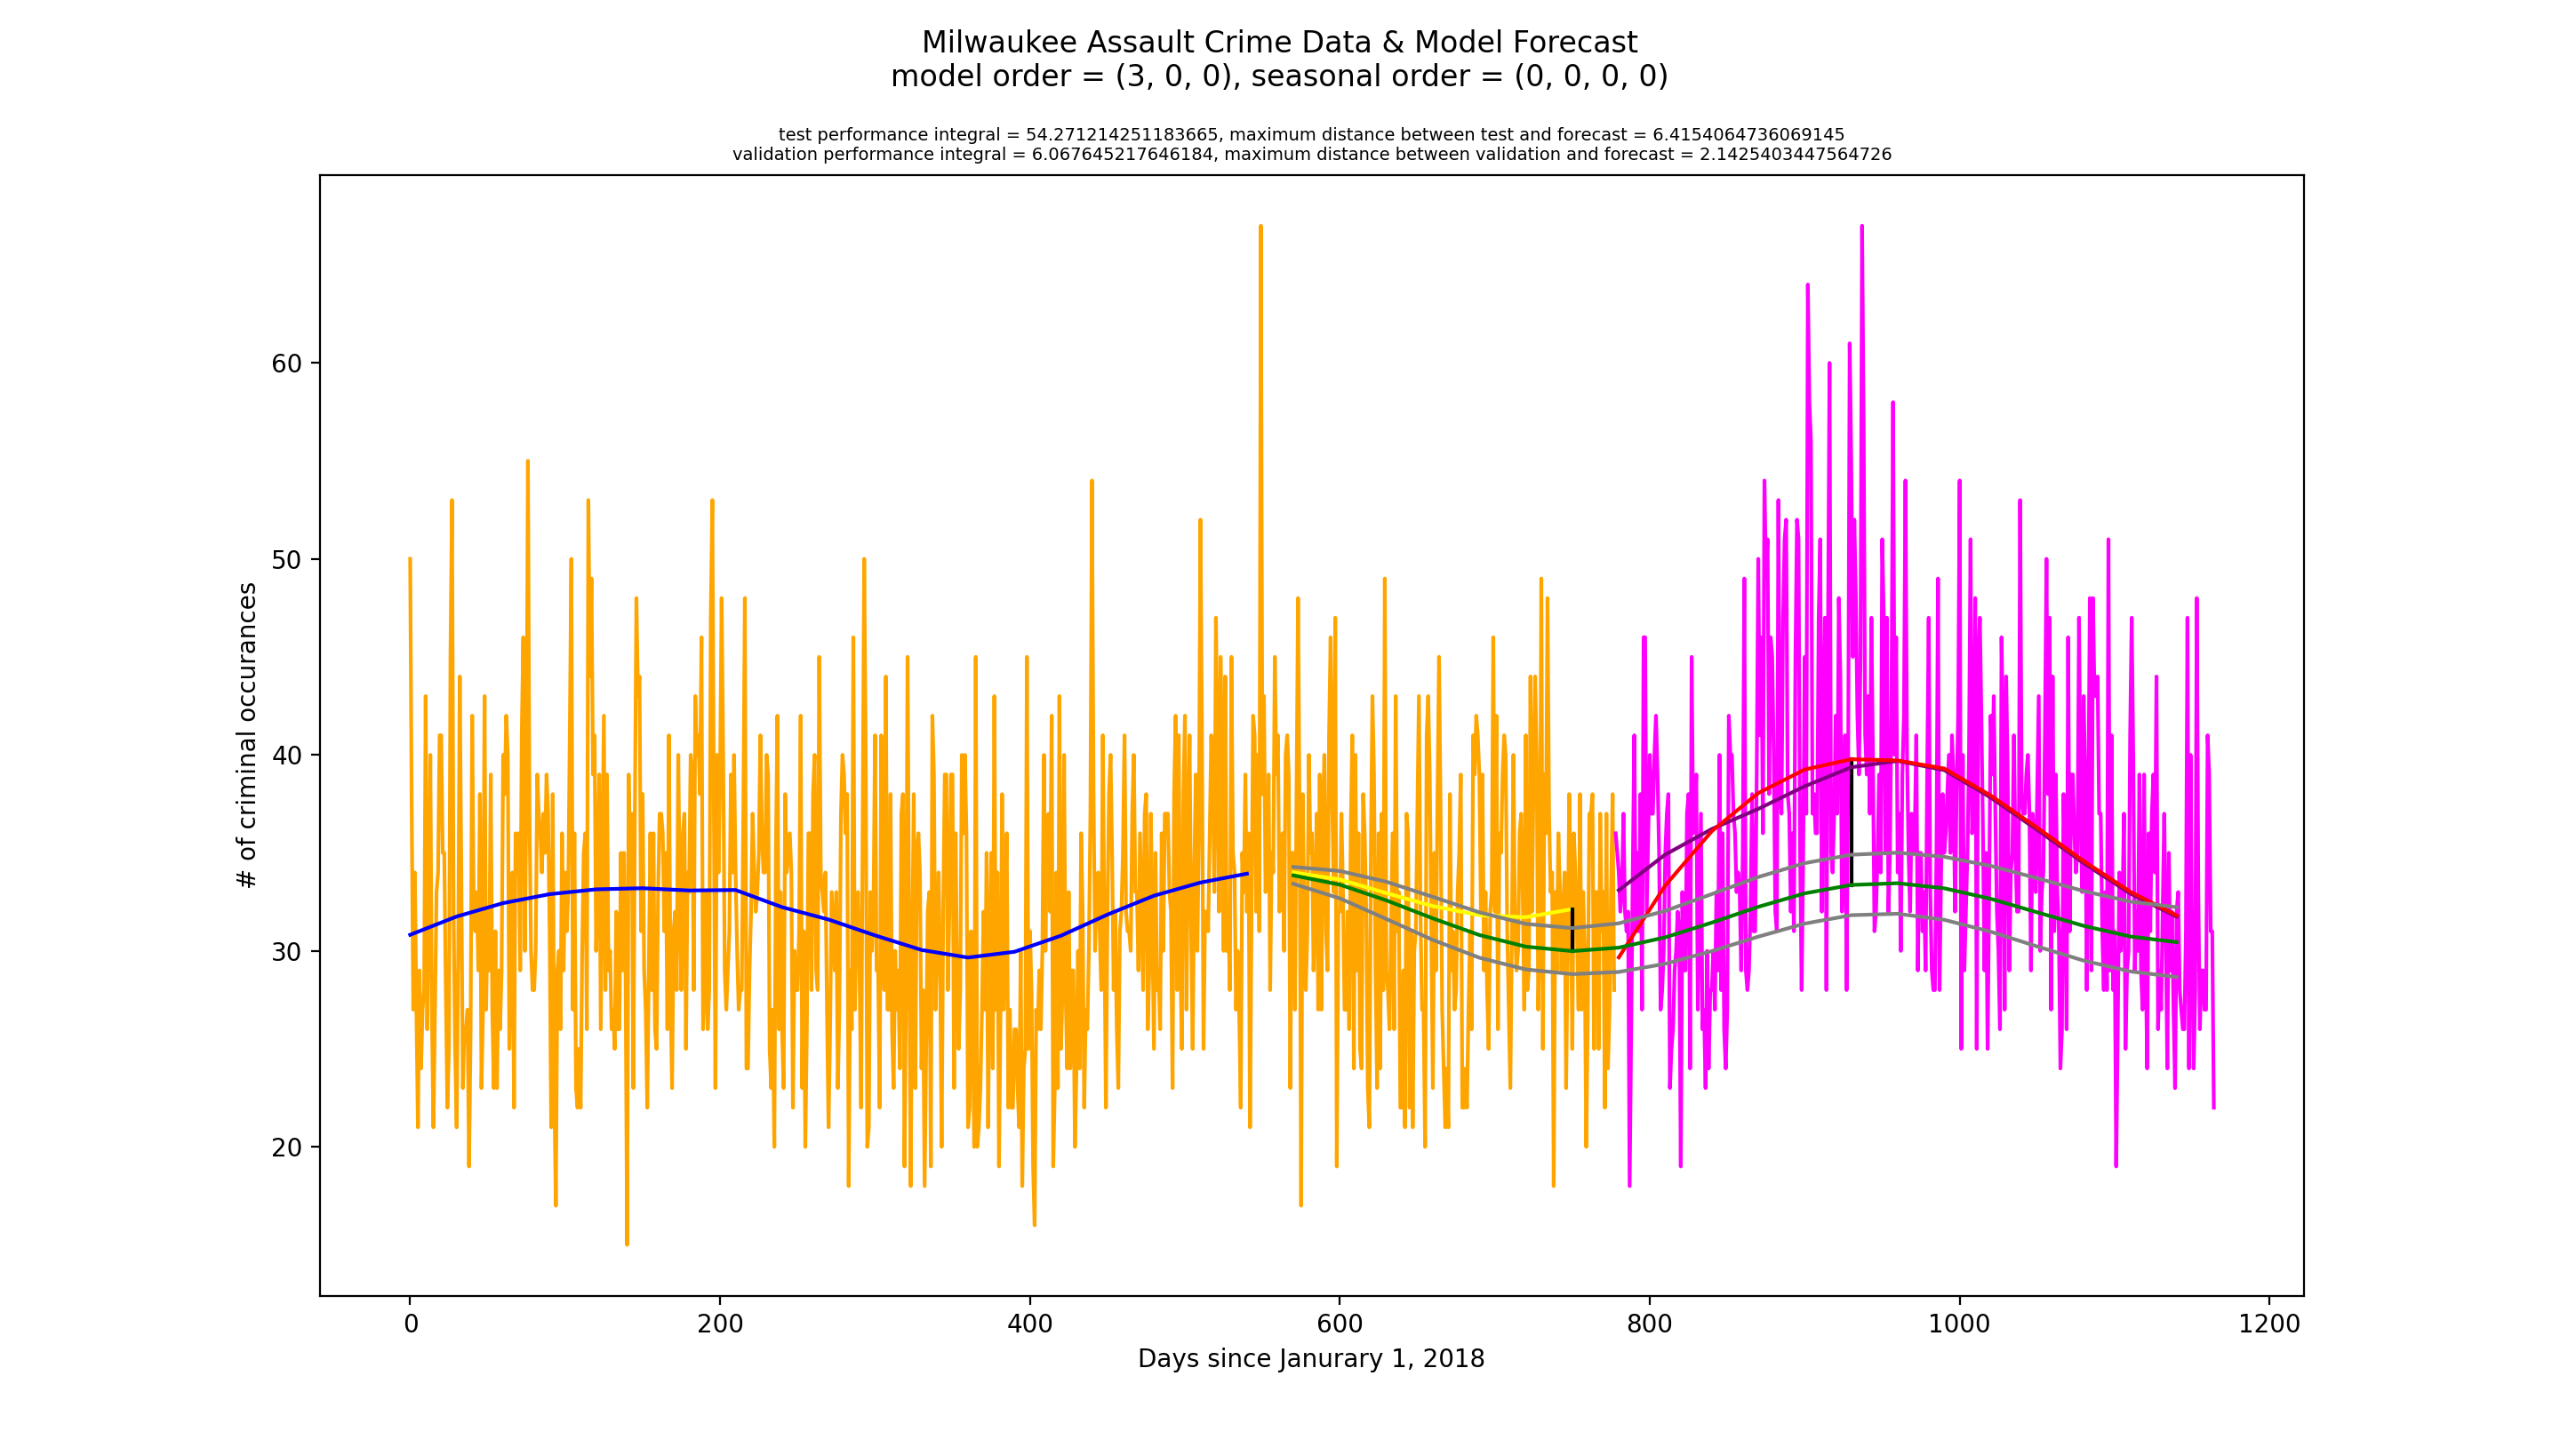 Milwaukee Assault Crime Data & Model Forecast
model order = (3, 0, 0), seasonal order = (0, 0, 0, 0)
test performance integral = 54.271214251183665, maximum distance between test and forecast = 6.4154064736069145
validation performance integral = 6.067645217646184, maximum distance between validation and forecast = 2.1425403447564726
# of criminal occurances
60
50
40
30
20
0 200 400 600 800 1000 1200
Days since Janurary 1, 2018